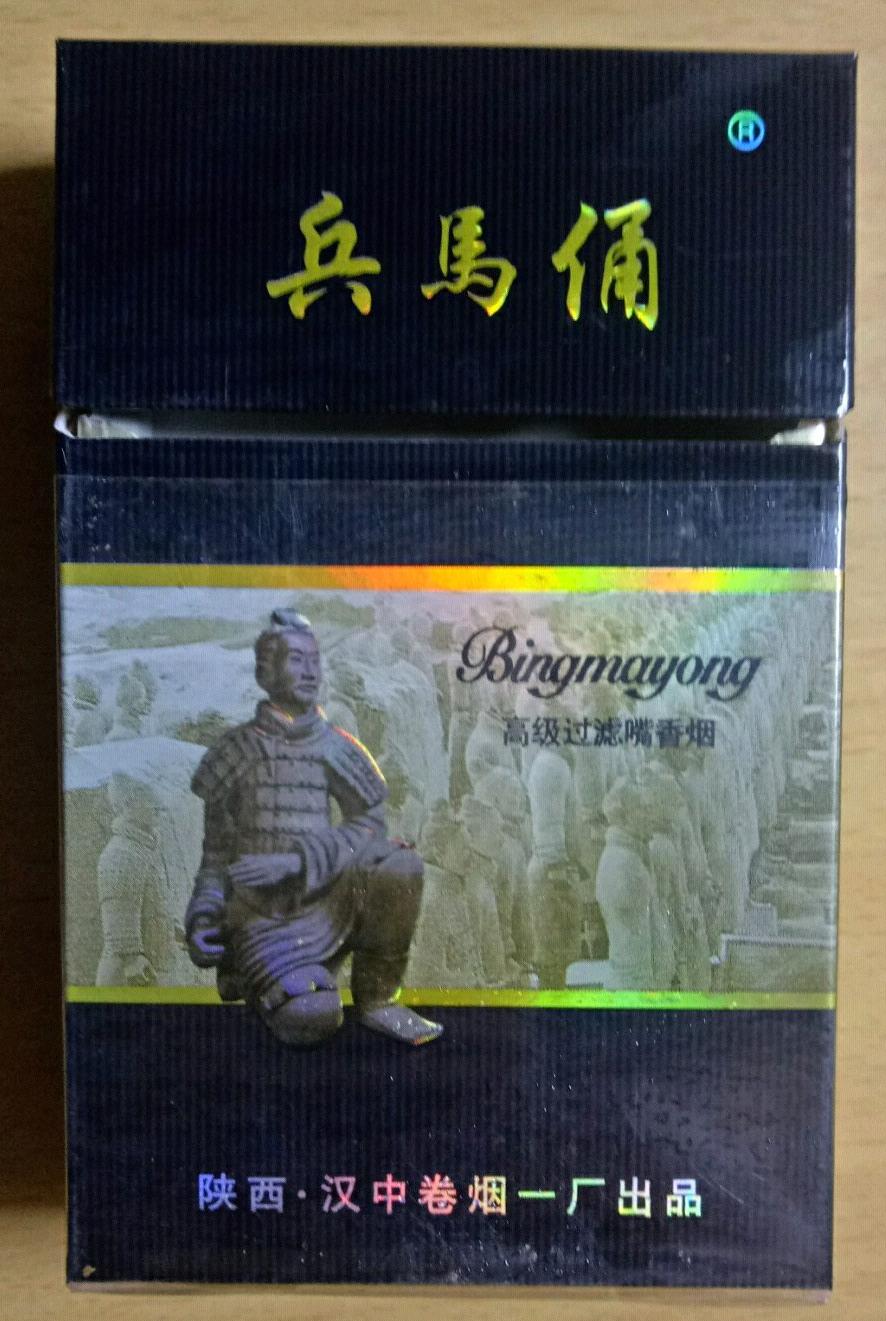 ®
兵馬俑
Bingmayong
高级过滤嘴香烟
陕西·汉中卷烟一厂出品